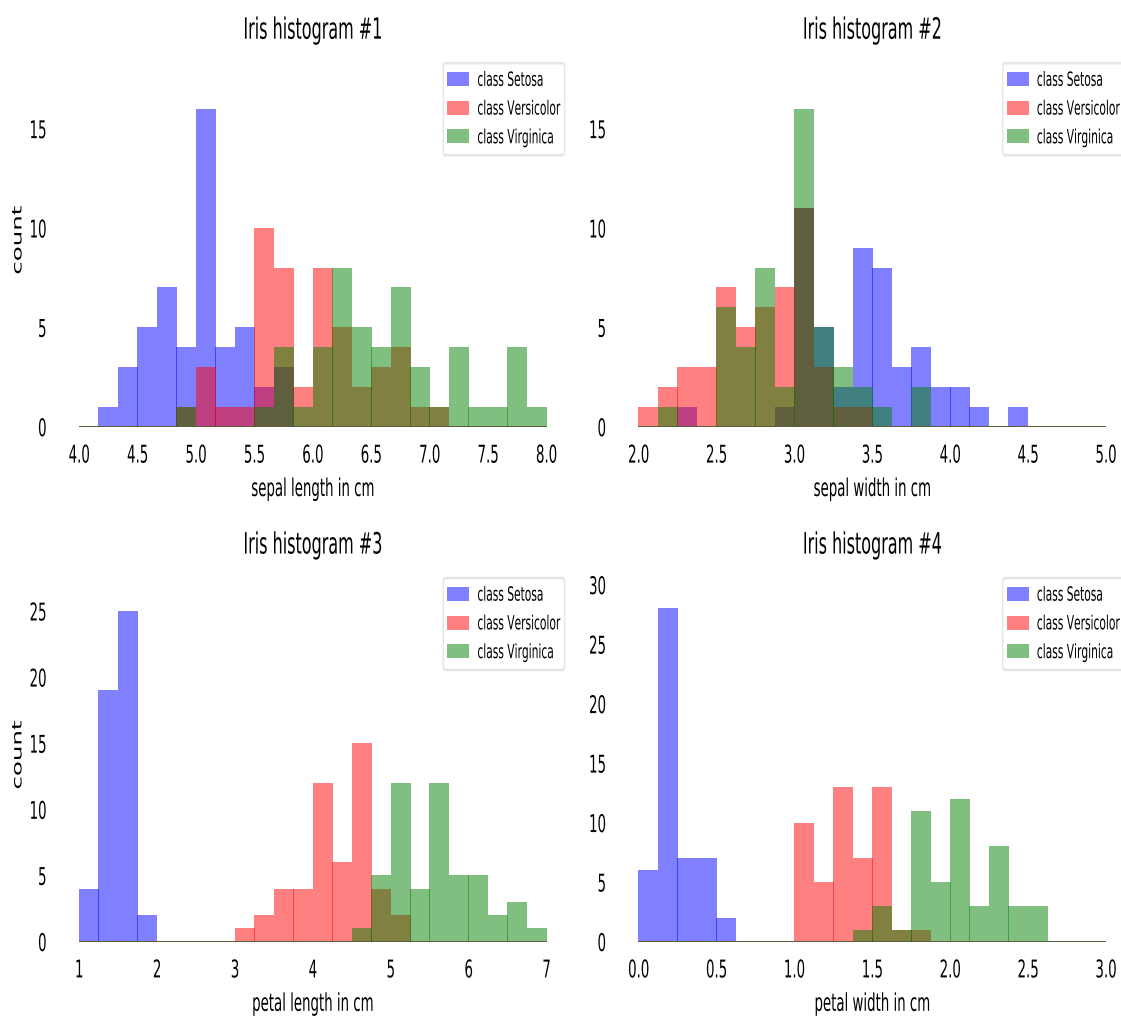 Iris histogram #1
class Setosa
class Versicolor
class Virginica
15
10
5
0
count
4.0 4.5 5.0 5.5 6.0 6.5 7.0 7.5 8.0
sepal length in cm
Iris histogram #2
class Setosa
class Versicolor
class Virginica
15
10
5
0
2.0 2.5 3.0 3.5 4.0 4.5 5.0
sepal width in cm
Iris histogram #3
class Setosa
class Versicolor
class Virginica
25
20
15
10
5
0
count
1 2 3 4 5 6 7
petal length in cm
Iris histogram #4
class Setosa
class Versicolor
class Virginica
30
25
20
15
10
5
0
0.0 0.5 1.0 1.5 2.0 2.5 3.0
petal width in cm